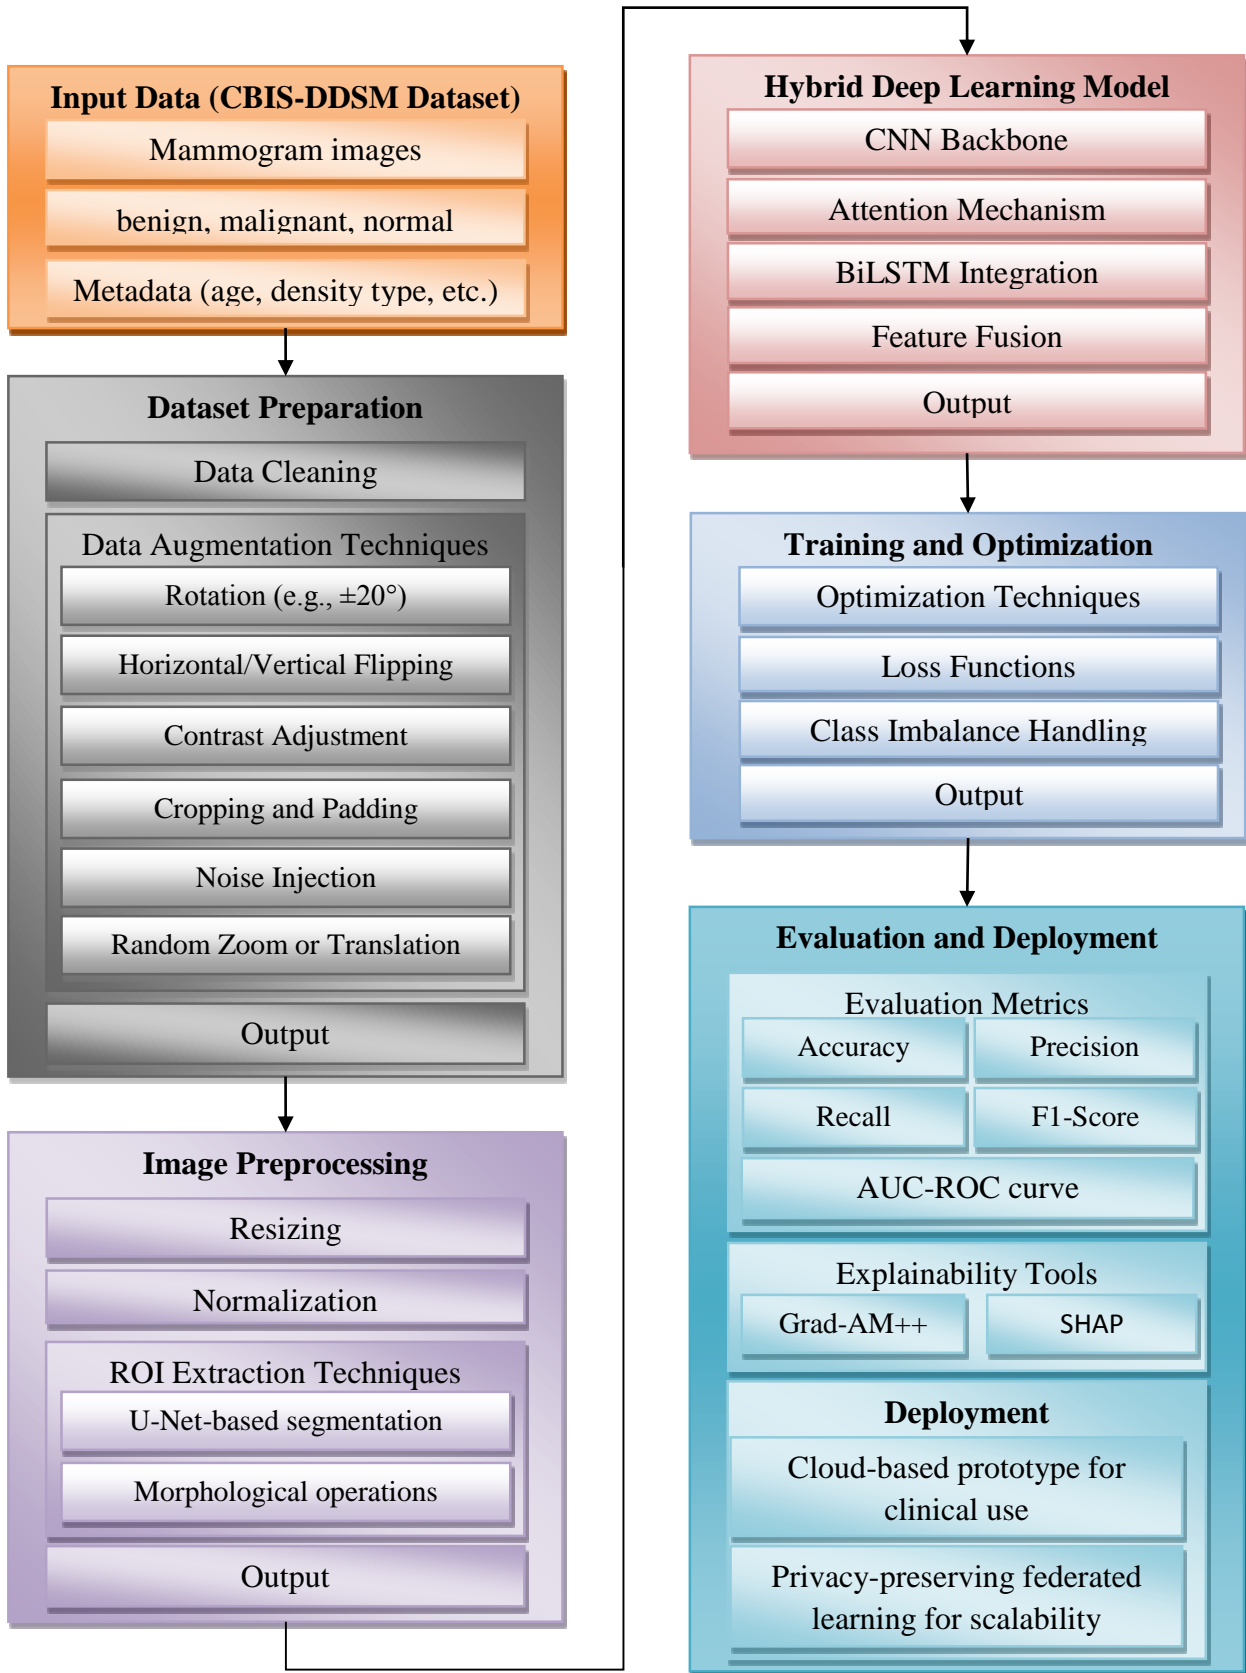 Input Data (CBIS-DDSM Dataset)
Mammogram images
benign, malignant, normal
Metadata (age, density type, etc.)
Dataset Preparation
Data Cleaning
Data Augmentation Techniques
Rotation (e.g., ±20°)
Horizontal/Vertical Flipping
Contrast Adjustment
Cropping and Padding
Noise Injection
Random Zoom or Translation
Output
Image Preprocessing
Resizing
Normalization
ROI Extraction Techniques
U-Net-based segmentation
Morphological operations
Output
Hybrid Deep Learning Model
CNN Backbone
Attention Mechanism
BiLSTM Integration
Feature Fusion
Output
Training and Optimization
Optimization Techniques
Loss Functions
Class Imbalance Handling
Output
Evaluation and Deployment
Evaluation Metrics
Accuracy
Precision
Recall
F1-Score
AUC-ROC curve
Explainability Tools
Grad-AM++
SHAP
Deployment
Cloud-based prototype for
clinical use
Privacy-preserving federated
learning for scalability